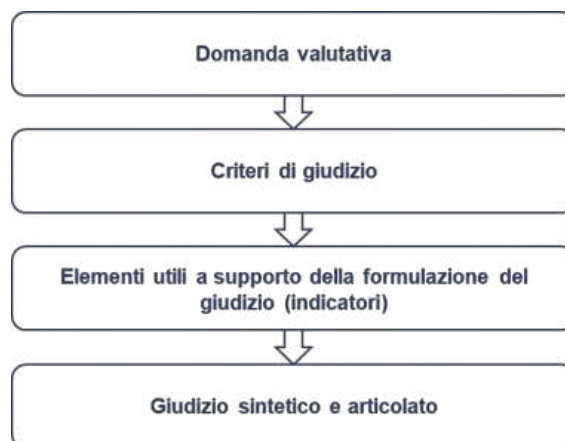 Domanda valutativa
Criteri di giudizio
Elementi utili a supporto della formulazione del
giudizio (indicatori)
Giudizio sintetico e articolato